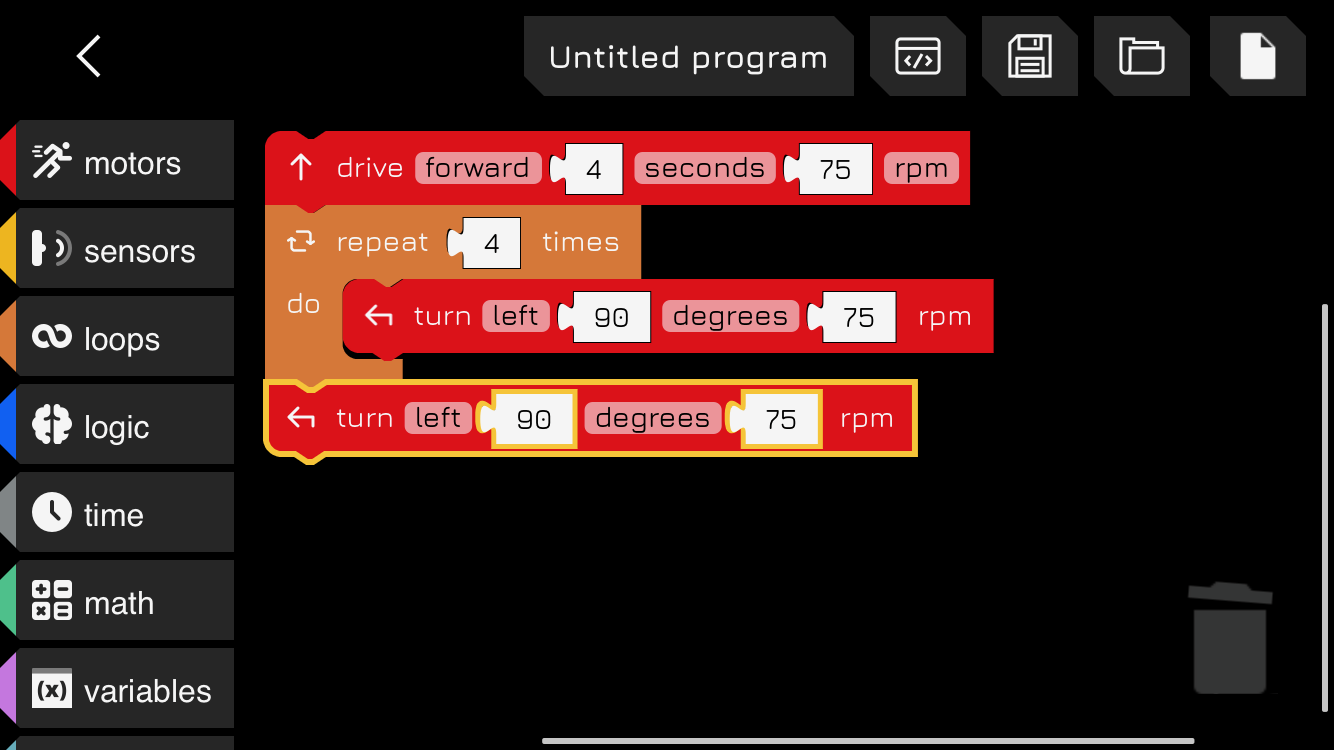 Untitled program
motors
sensors
loops
logic
time
math
variables
drive forward 4 seconds 75 rpm
repeat 4 times
do turn left 90 degrees 75 rpm
turn left 90 degrees 75 rpm